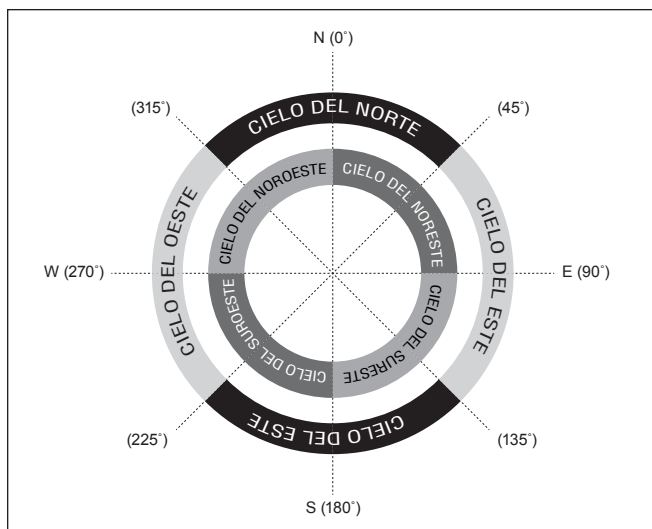 N (0°)
(315°)
(45°)
CIELO DEL NORTE
CIELO DEL NOROESTE
CIELO DEL NORESTE
CIELO DEL OESTE
CIELO DEL ESTE
W (270°)
E (90°)
CIELO DEL SUROESTE
CIELO DEL SURESTE
CIELO DEL ESTE
(225°)
(135°)
S (180°)